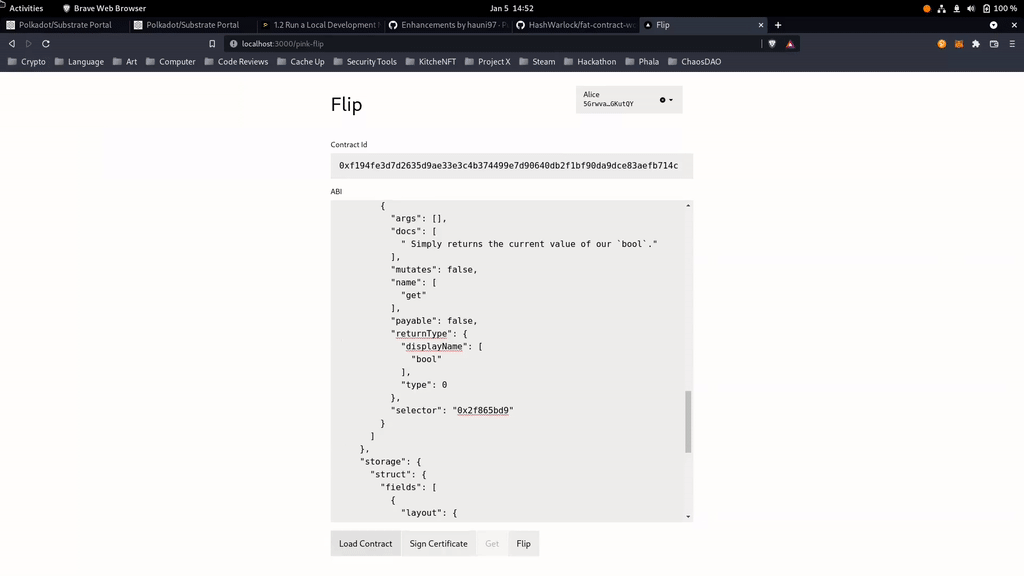 Activities
Brave Web Browser
Jan 5 14:52
100 %
Polkadot/Substrate Portal
Polkadot/Substrate Portal
1.2 Run a Local Development
Enhancements by hauni97 · P
HashWarlock/fat-contract-w
Flip
localhost:3000/pink-flip
Crypto
Language
Art
Computer
Code Reviews
Cache Up
Security Tools
KitcheNFT
Project X
Steam
Hackathon
Phala
ChaosDAO
Flip
Alice
5Grwva…GKutQY
Contract Id
0xf194fe3d7d2635d9ae33e3c4b374499e7d90640db2f1bf90da9dce83aefb714c
ABI
{
"args": [],
"docs": [
" Simply returns the current value of our `bool`."
],
"mutates": false,
"name": [
"get"
],
"payable": false,
"returnType": {
"displayName": [
"bool"
],
"type": 0
},
"selector": "0x2f865bd9"
}
]
},
"storage": {
"struct": {
"fields": [
{
"layout": {
Load Contract
Sign Certificate
Get
Flip